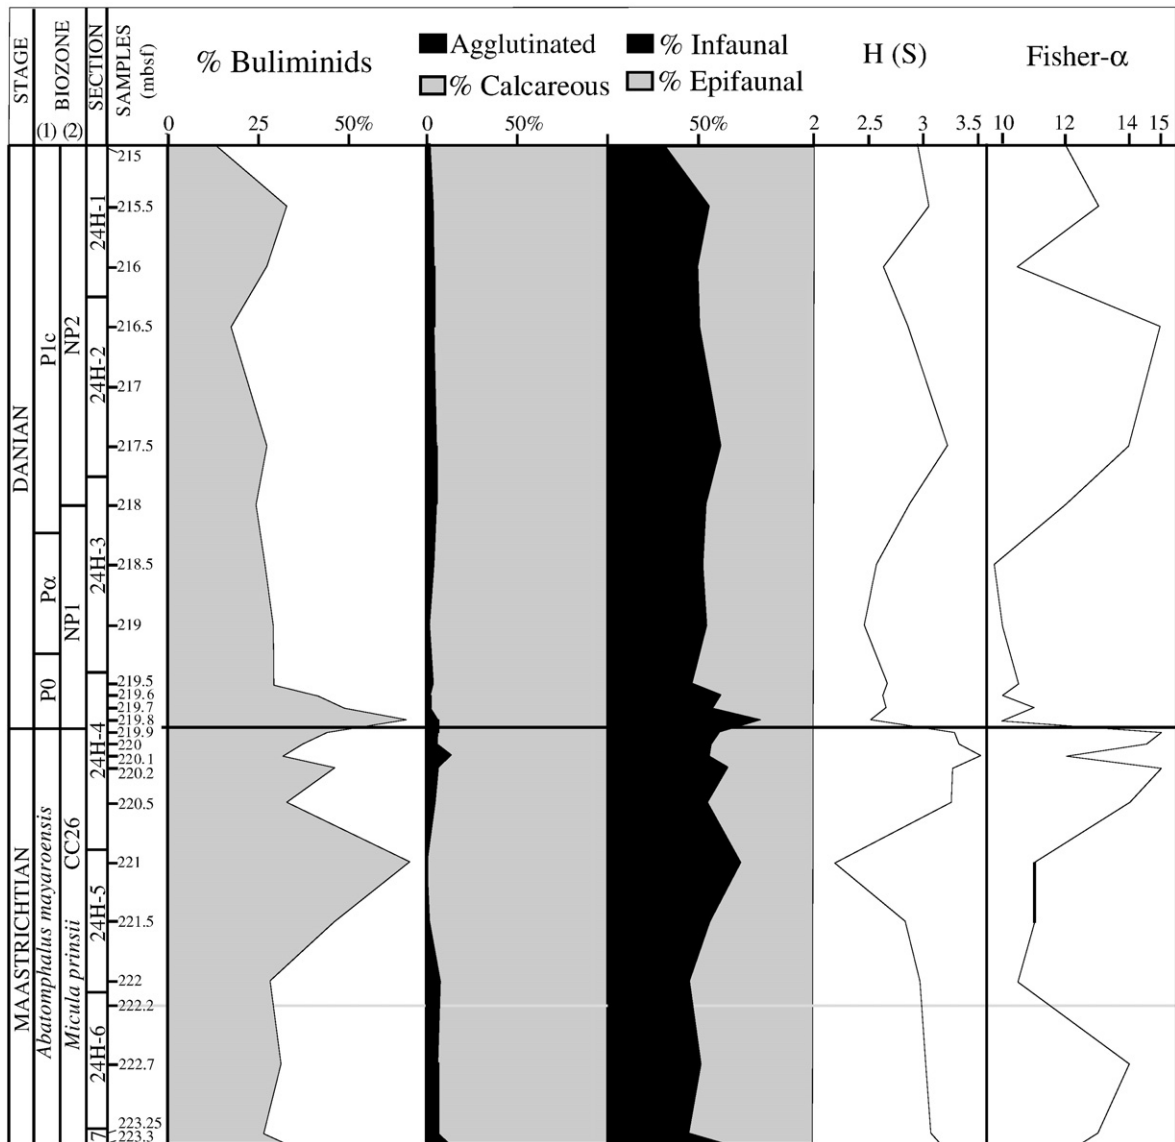 STAGE
BIOZONE
(1) (2)
SECTION
SAMPLES
(mbsf)
% Buliminids
Agglutinated
% Calcareous
% Infaunal
% Epifaunal
H (S)
Fisher-α
0 25 50%
0 50%
50%
2 2.5 3 3.5
10 12 14 15
DANIAN
MAASTRICHTIAN
P1c
Pα
P0
Abatomphalus mayaroensis
NP2
NP1
CC26
Micula prinsii
24H-1
24H-2
24H-3
24H-4
24H-5
24H-6
7
215
215.5
216
216.5
217
217.5
218
218.5
219
219.5
219.6
219.7
219.8
219.9
220
220.1
220.2
220.5
221
221.5
222
222.2
222.7
223.25
223.3